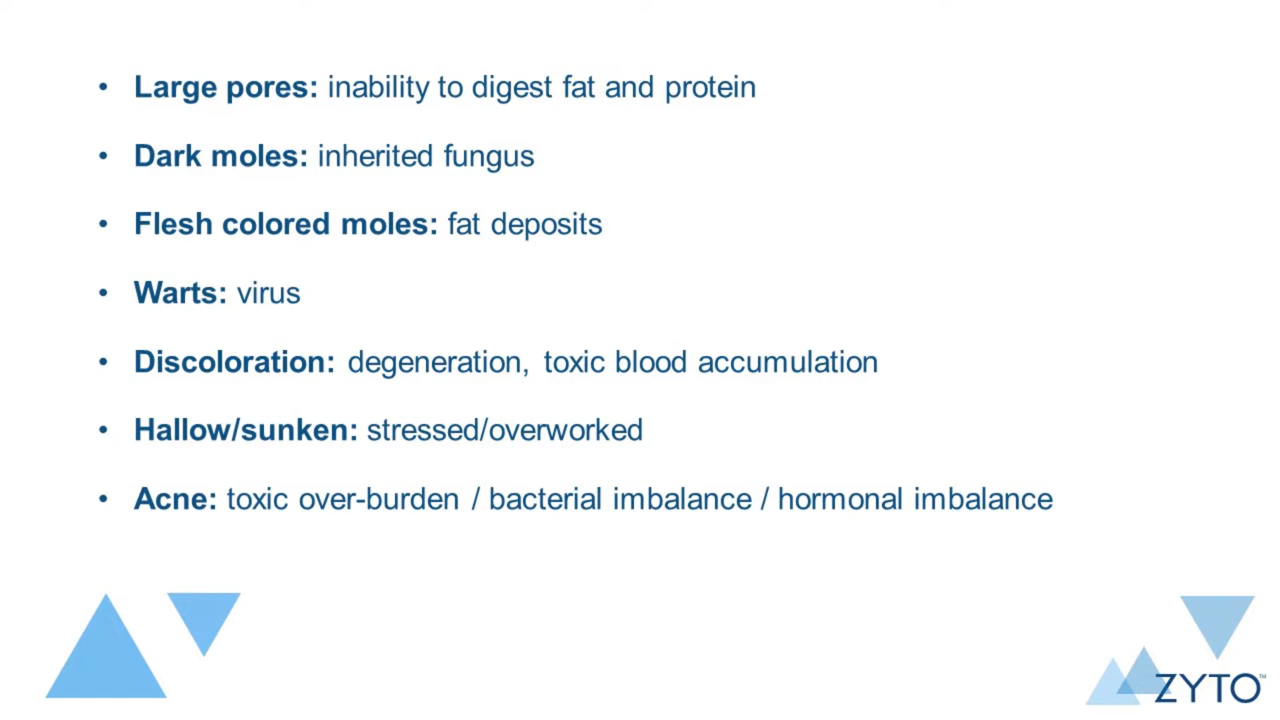 • Large pores: inability to digest fat and protein
• Dark moles: inherited fungus
• Flesh colored moles: fat deposits
• Warts: virus
• Discoloration: degeneration, toxic blood accumulation
• Hallow/sunken: stressed/overworked
• Acne: toxic over-burden / bacterial imbalance / hormonal imbalance
ZYTO™